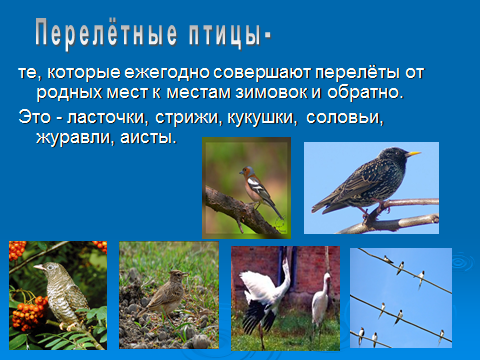 Перелётные птицы-
те, которые ежегодно совершают перелёты от
родных мест к местам зимовок и обратно.
Это - ласточки, стрижи, кукушки, соловьи,
журавли, аисты.